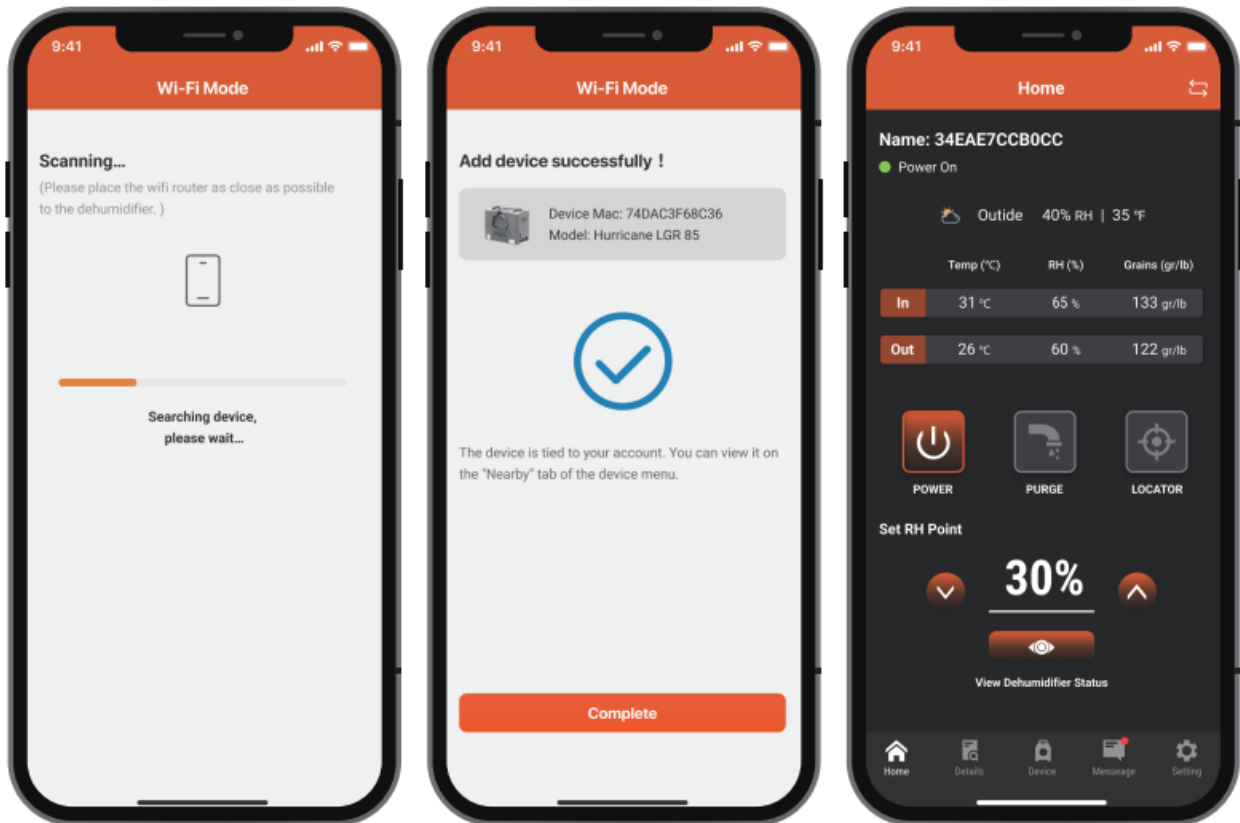 9:41
Wi-Fi Mode
Scanning...
(Please place the wifi router as close as possible
to the dehumidifier. )
Searching device,
please wait...
9:41
Wi-Fi Mode
Add device successfully！
Device Mac: 74DAC3F68C36
Model: Hurricane LGR 85
The device is tied to your account. You can view it on
the "Nearby" tab of the device menu.
Complete
9:41
Home
Name: 34EAE7CCB0CC
Power On
Outide 40% RH | 35 ℉
Temp (℃) RH (%) Grains (gr/lb)
In 31 ℃ 65 % 133 gr/lb
Out 26 ℃ 60 % 122 gr/lb
POWER PURGE LOCATOR
Set RH Point
30%
View Dehumidifier Status
Home Details Device Messeage Setting